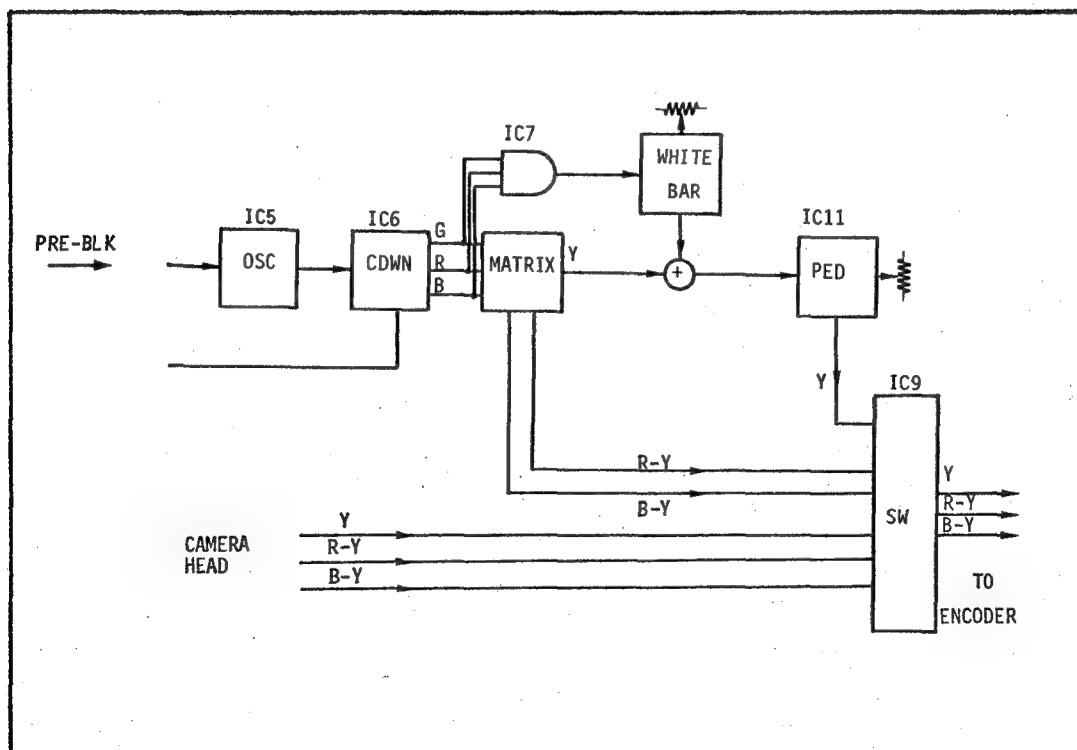 IC7
WHITE
BAR
IC5
IC6
IC11
PRE-BLK
OSC
CDWN
G
R
B
MATRIX
Y
+
PED
Y
IC9
R-Y
B-Y
SW
Y
R-Y
B-Y
CAMERA
HEAD
Y
R-Y
B-Y
TO
ENCODER